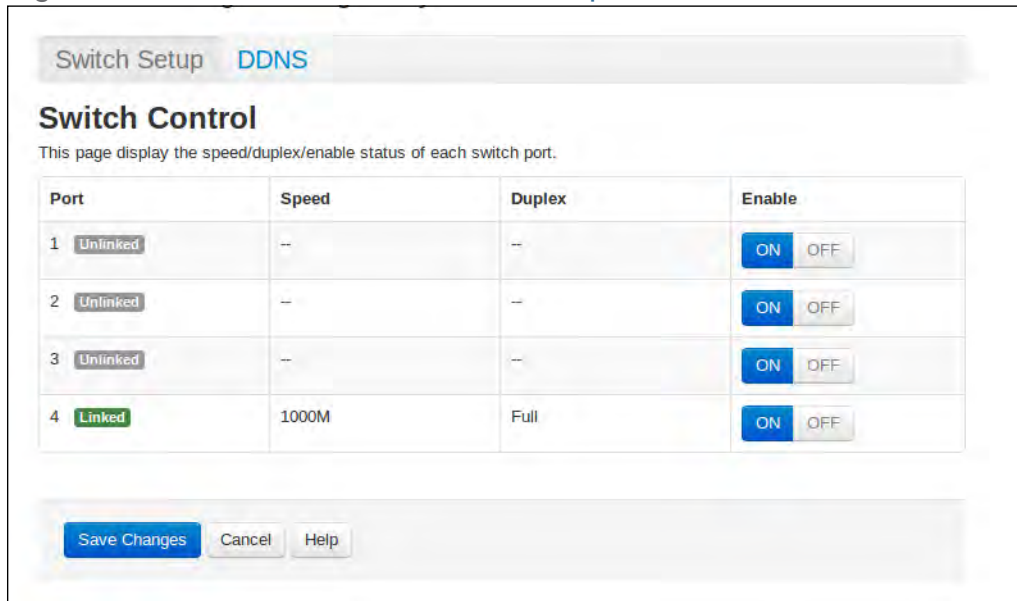 Switch Setup DDNS
Switch Control
This page display the speed/duplex/enable status of each switch port.
Port Speed Duplex Enable
1 Unlinked -- -- ON OFF
2 Unlinked -- -- ON OFF
3 Unlinked -- -- ON OFF
4 Linked 1000M Full ON OFF
Save Changes Cancel Help